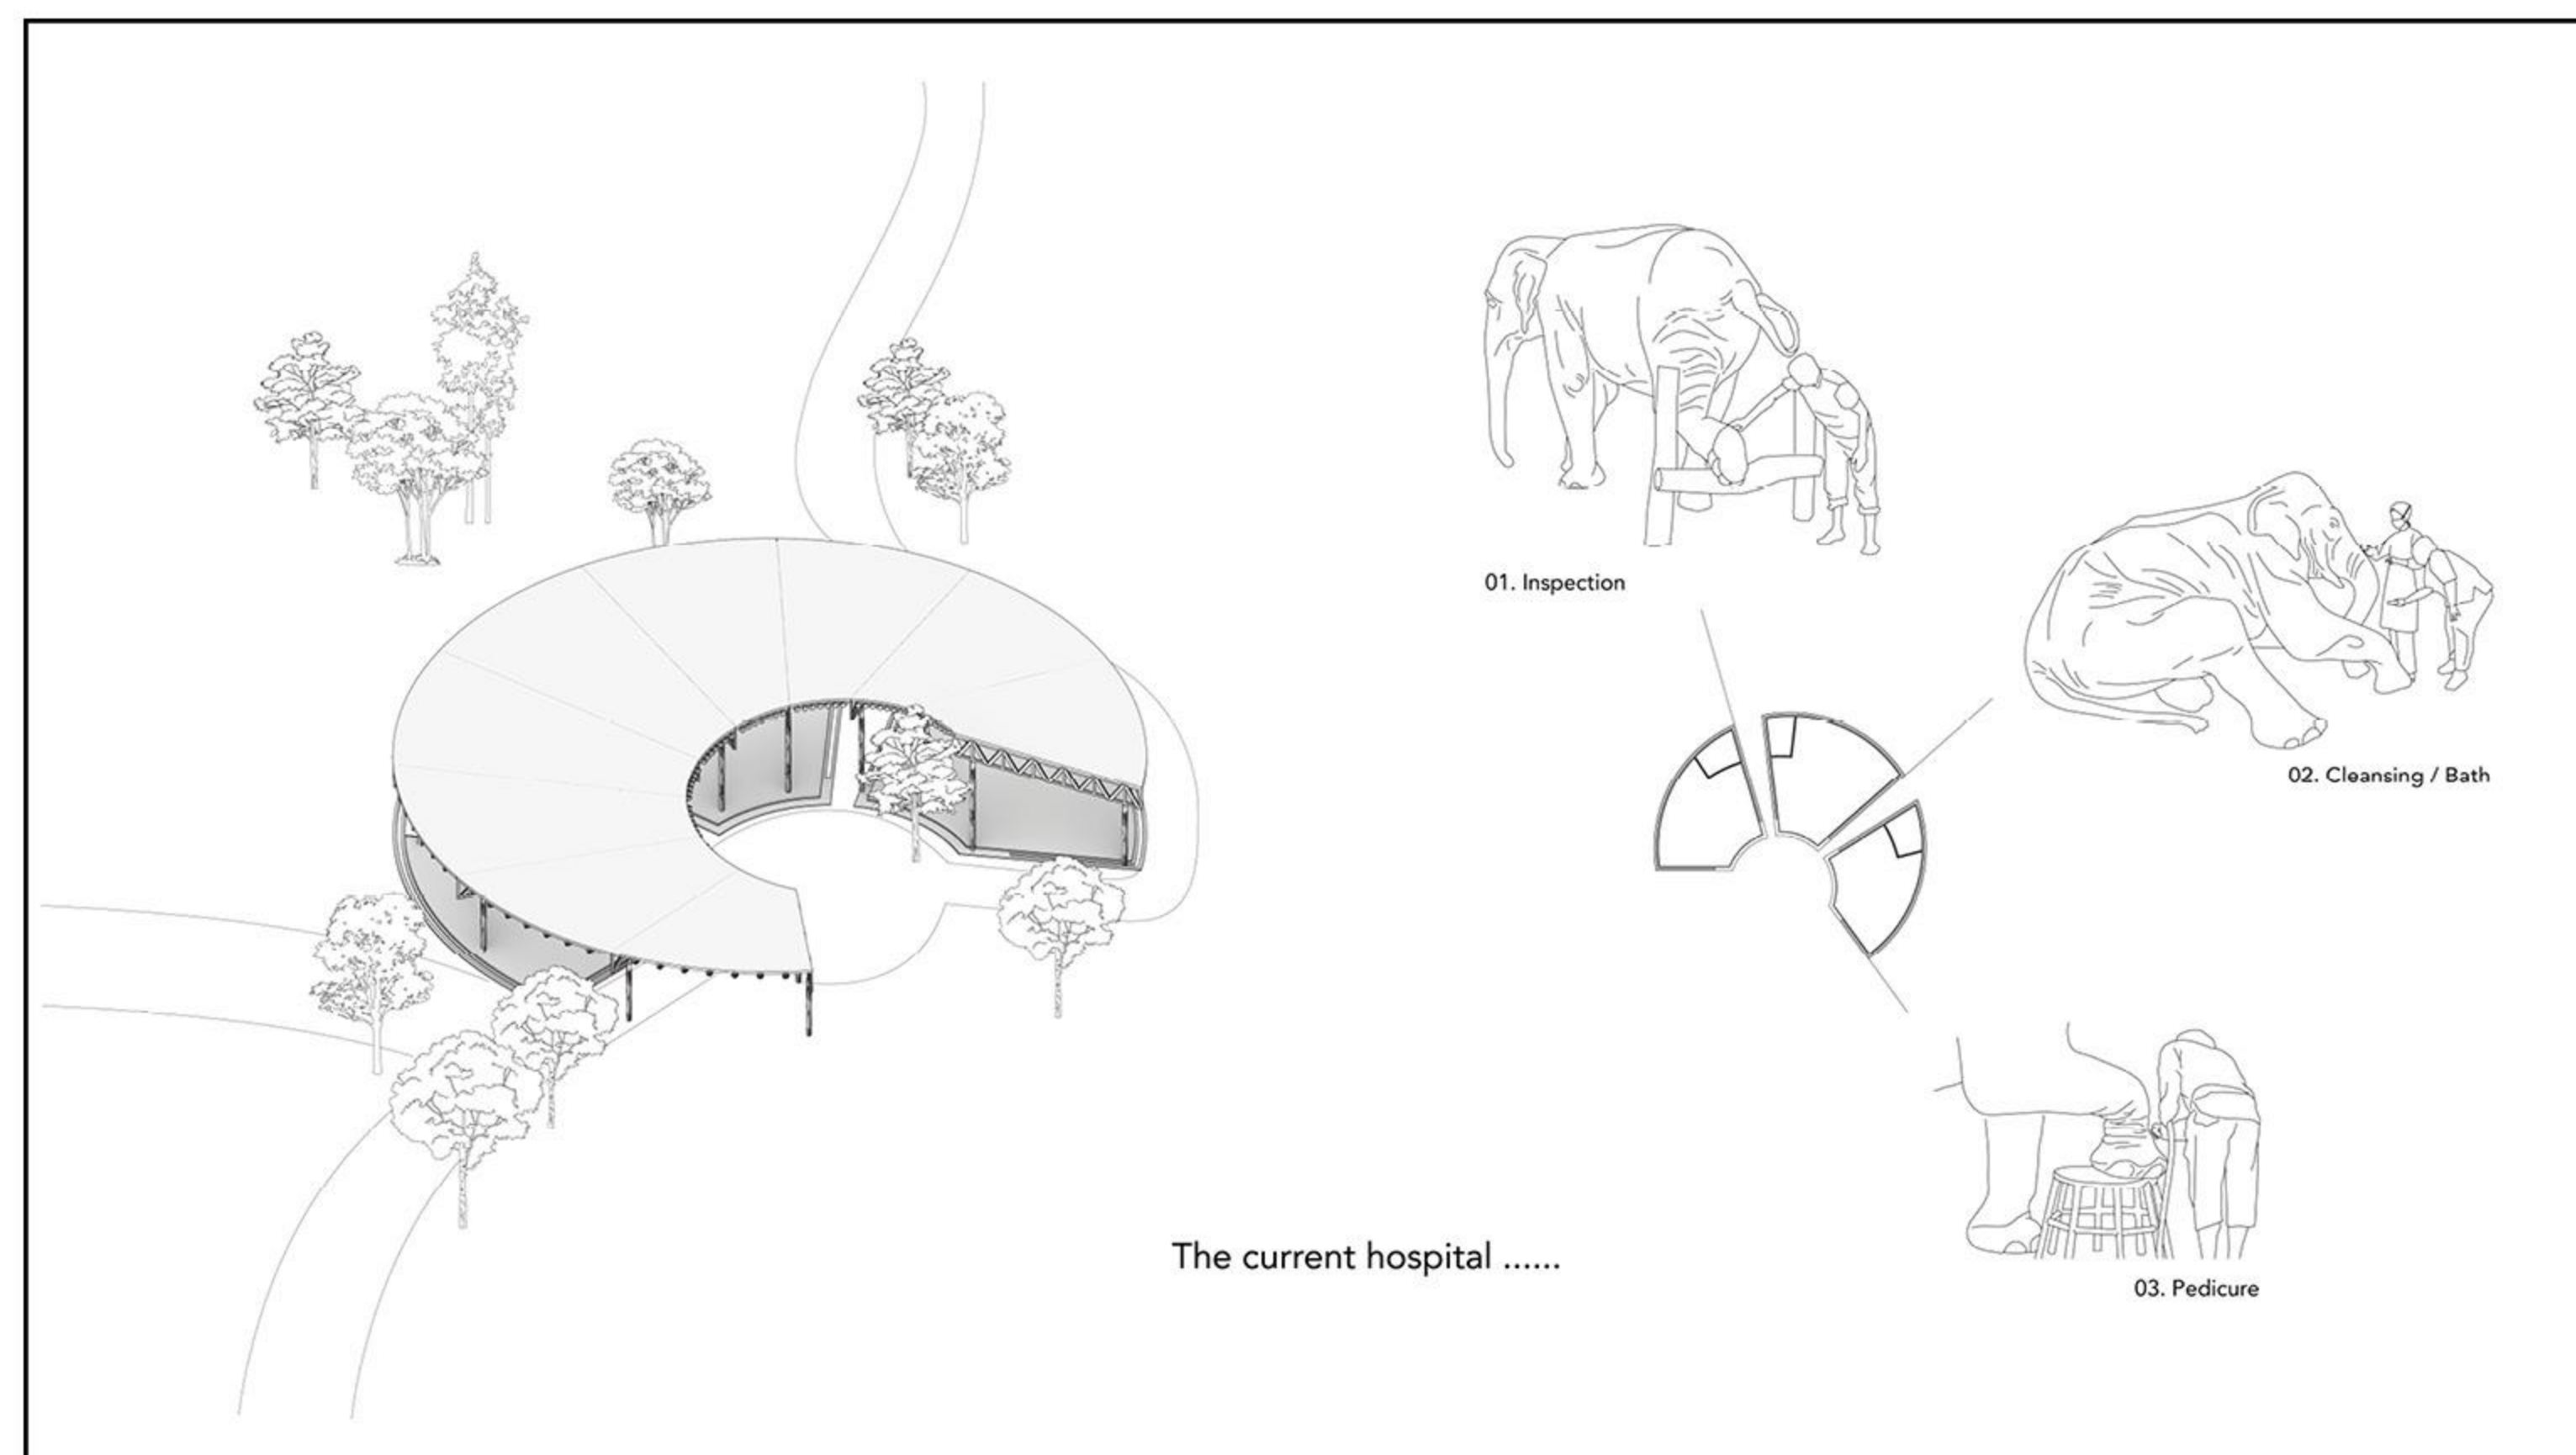 01. Inspection
02. Cleansing / Bath
The current hospital ......
03. Pedicure